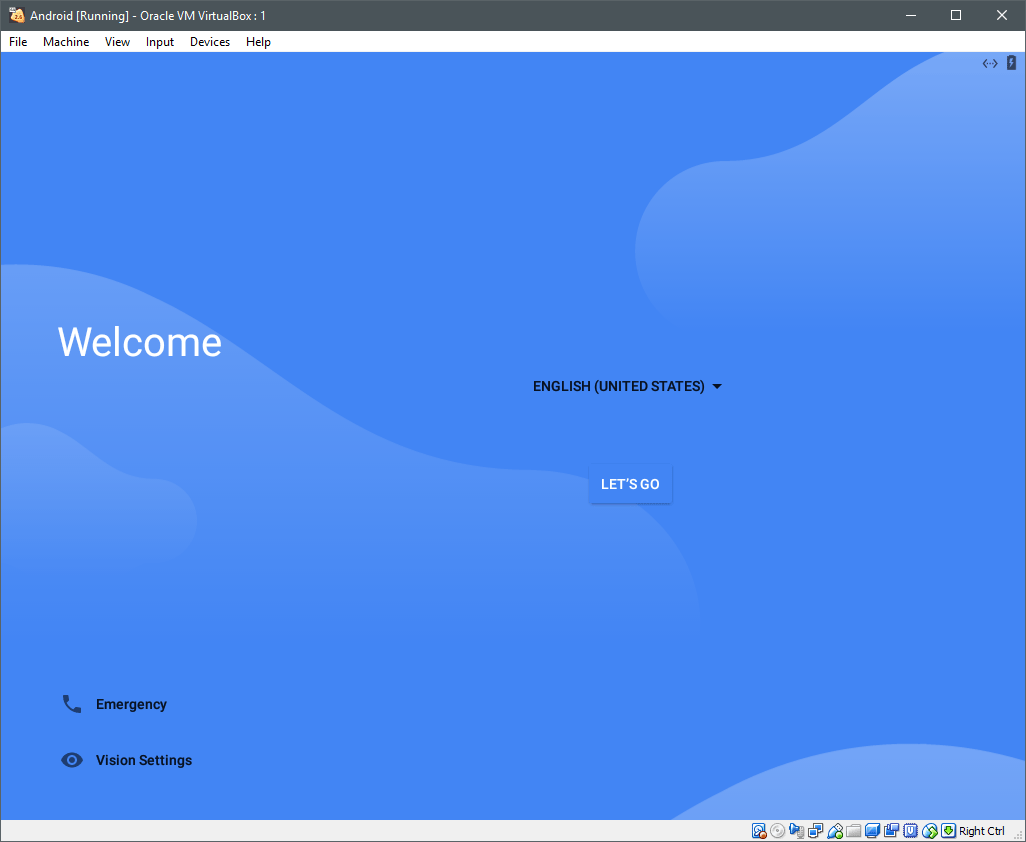 Android [Running] - Oracle VM VirtualBox : 1
File Machine View Input Devices Help
Welcome
ENGLISH (UNITED STATES)
LET’S GO
Emergency
Vision Settings
Right Ctrl